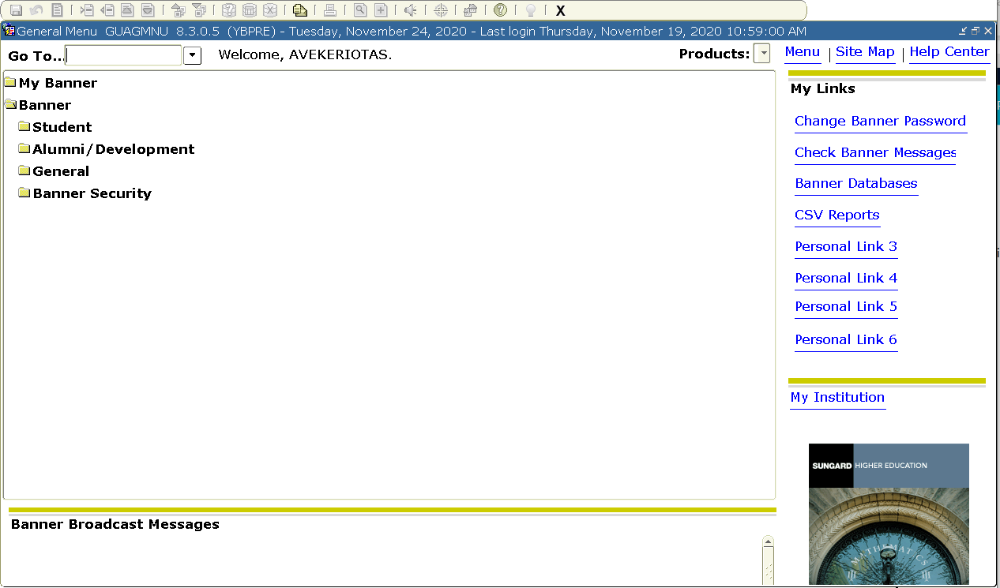 X
General Menu GUAGMNU 8.3.0.5 (YBPRE) - Tuesday, November 24, 2020 - Last login Thursday, November 19, 2020 10:59:00 AM
Go To... Welcome, AVEKERIOTAS. Products: Menu | Site Map | Help Center
My Banner
Banner
Student
Alumni/Development
General
Banner Security
My Links
Change Banner Password
Check Banner Messages
Banner Databases
CSV Reports
Personal Link 3
Personal Link 4
Personal Link 5
Personal Link 6
My Institution
SUNGARD HIGHER EDUCATION
MATHEMATICS
Banner Broadcast Messages